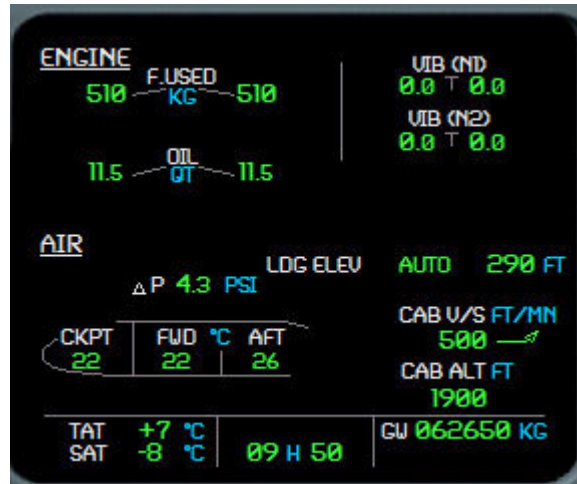 ENGINE
F.USED
510 KG 510
OIL
11.5 QT 11.5
VIB (N1)
0.0 0.0
VIB (N2)
0.0 0.0
AIR
LDG ELEV AUTO 290 FT
△P 4.3 PSI
CAB V/S FT/MN
500
CKPT FWD °C AFT
22 22 26
CAB ALT FT
1900
TAT +7 °C
SAT -8 °C
09 H 50
GW 062650 KG